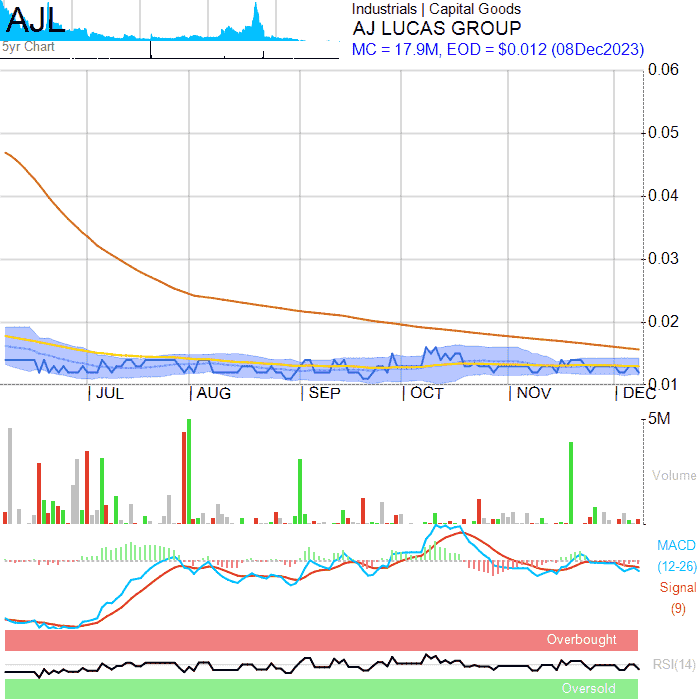 AJL
5yr Chart
Industrials | Capital Goods
AJ LUCAS GROUP
MC = 17.9M, EOD = $0.012 (08Dec2023)
0.06
0.05
0.04
0.03
0.02
0.01
JUL AUG SEP OCT NOV DEC
5M
Volume
MACD
(12-26)
Signal
(9)
Overbought
RSI(14)
Oversold